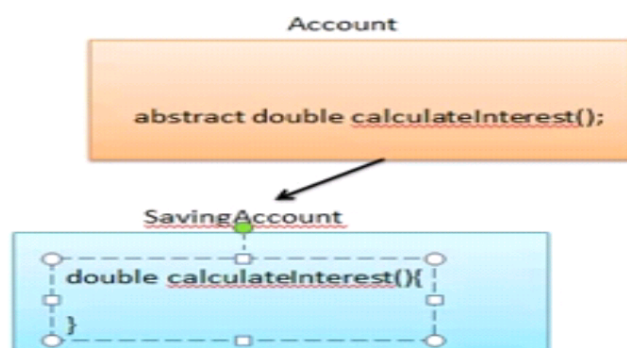 Account
abstract double calculateInterest();
SavingAccount
double calculateInterest(){
}